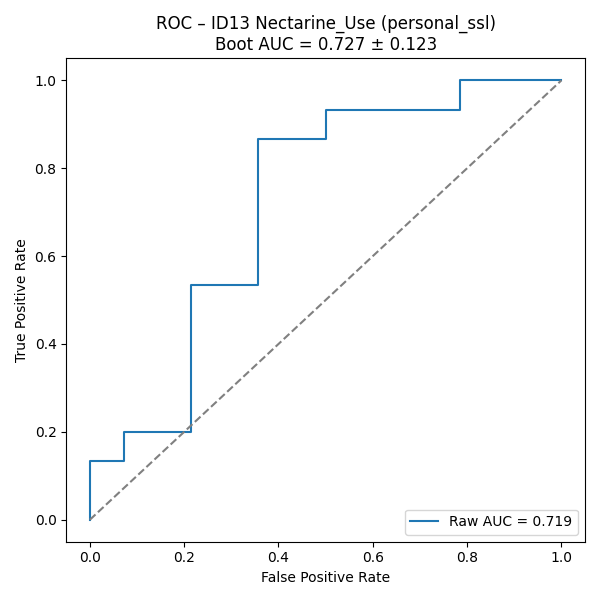 ROC – ID13 Nectarine_Use (personal_ssl)
Boot AUC = 0.727 ± 0.123
True Positive Rate
1.0
0.8
0.6
0.4
0.2
0.0
Raw AUC = 0.719
0.0 0.2 0.4 0.6 0.8 1.0
False Positive Rate